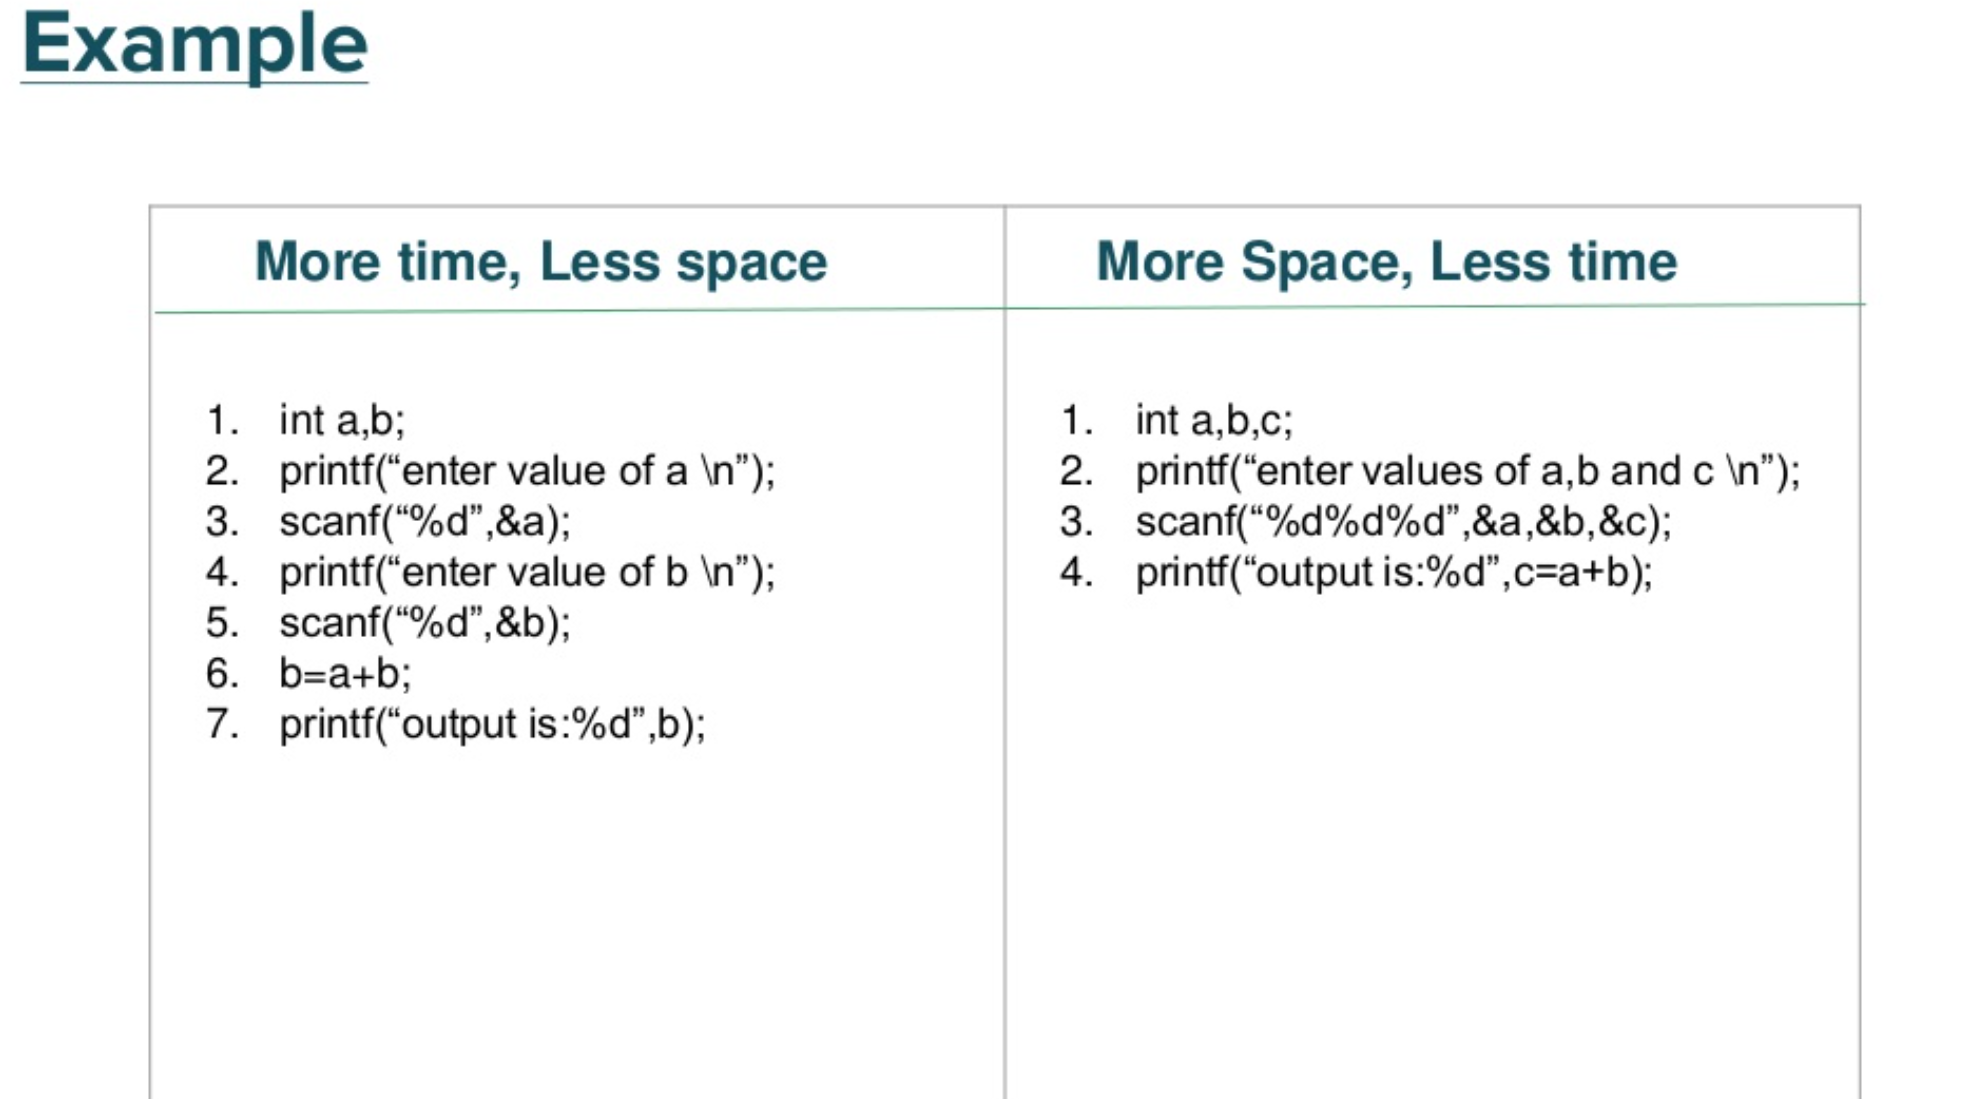 Example
More time, Less space
1. int a,b;
2. printf(“enter value of a \n”);
3. scanf(“%d”,&a);
4. printf(“enter value of b \n”);
5. scanf(“%d”,&b);
6. b=a+b;
7. printf(“output is:%d”,b);
More Space, Less time
1. int a,b,c;
2. printf(“enter values of a,b and c \n”);
3. scanf(“%d%d%d”,&a,&b,&c);
4. printf(“output is:%d”,c=a+b);